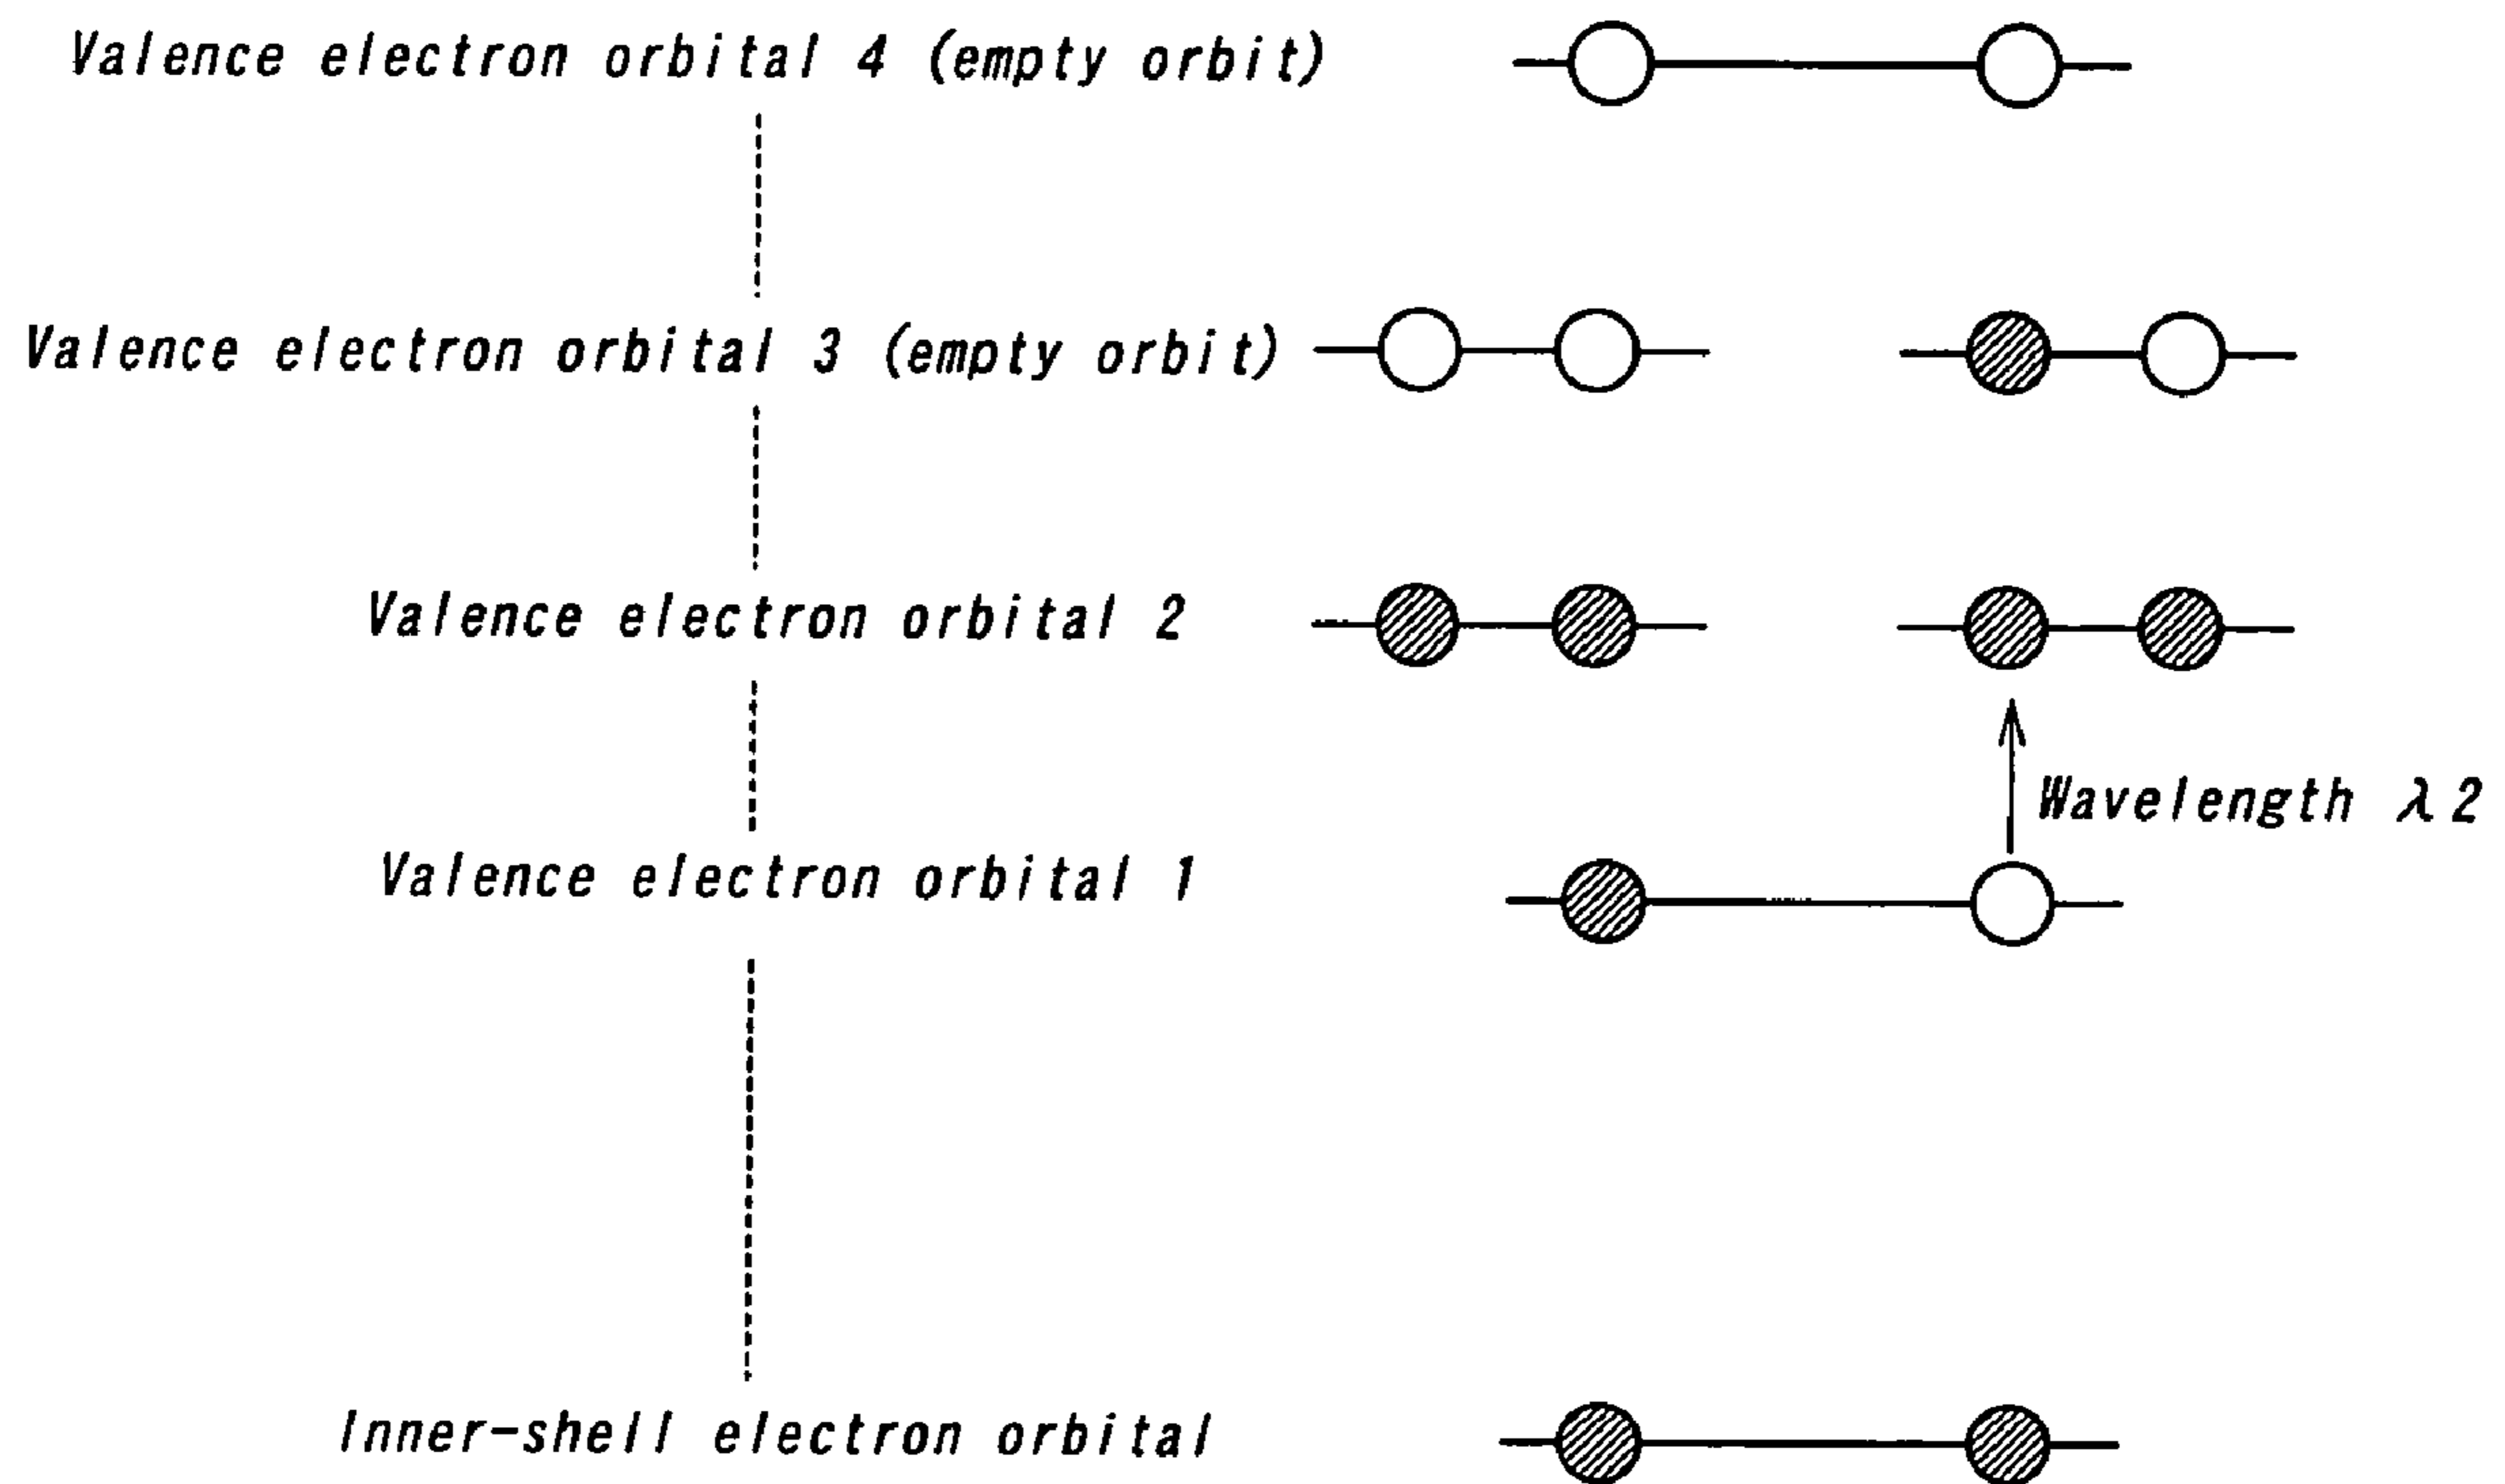 Valence electron orbital 4 (empty orbit)
Valence electron orbital 3 (empty orbit)
Valence electron orbital 2
Wavelength λ2
Valence electron orbital 1
Inner-shell electron orbital